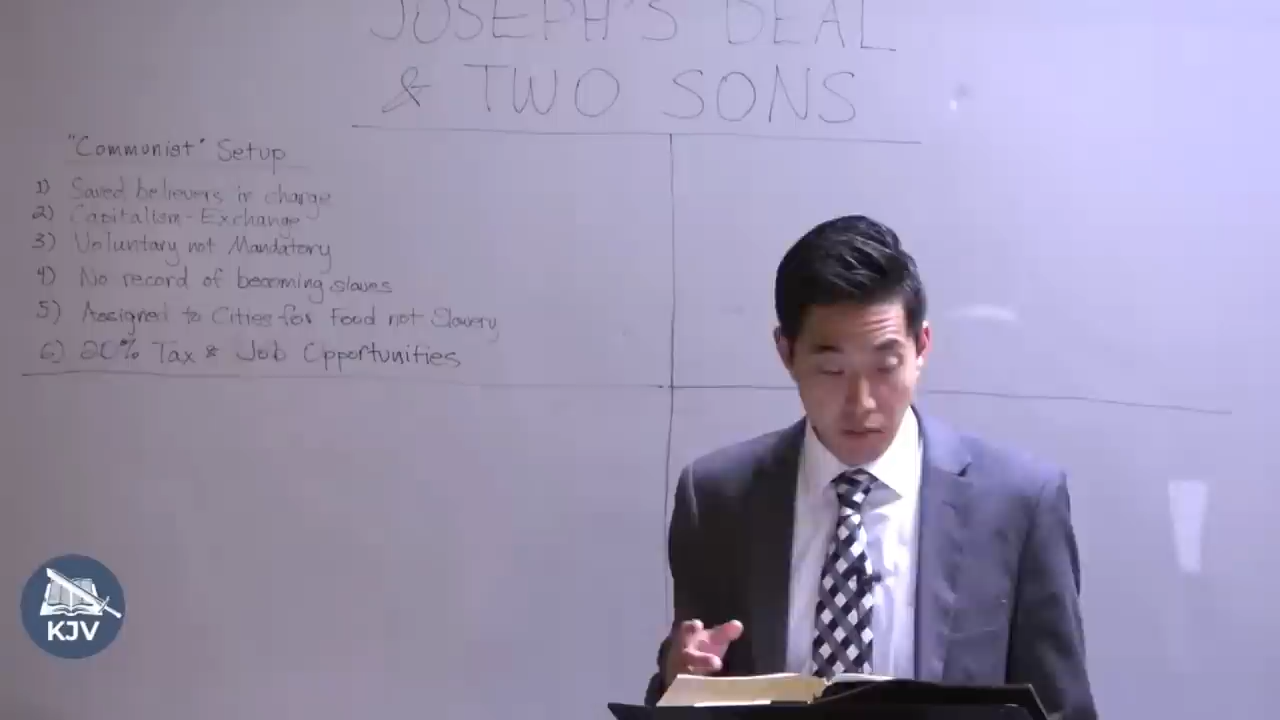 JOSEPH'S DEAL
& TWO SONS
"Communist" Setup
1) Saved believers in charge
2) Capitalism - Exchange
3) Voluntary not Mandatory
4) No record of becoming slaves
5) Assigned to Cities for Food not Slavery
6) 20% Tax & Job Opportunities
KJV